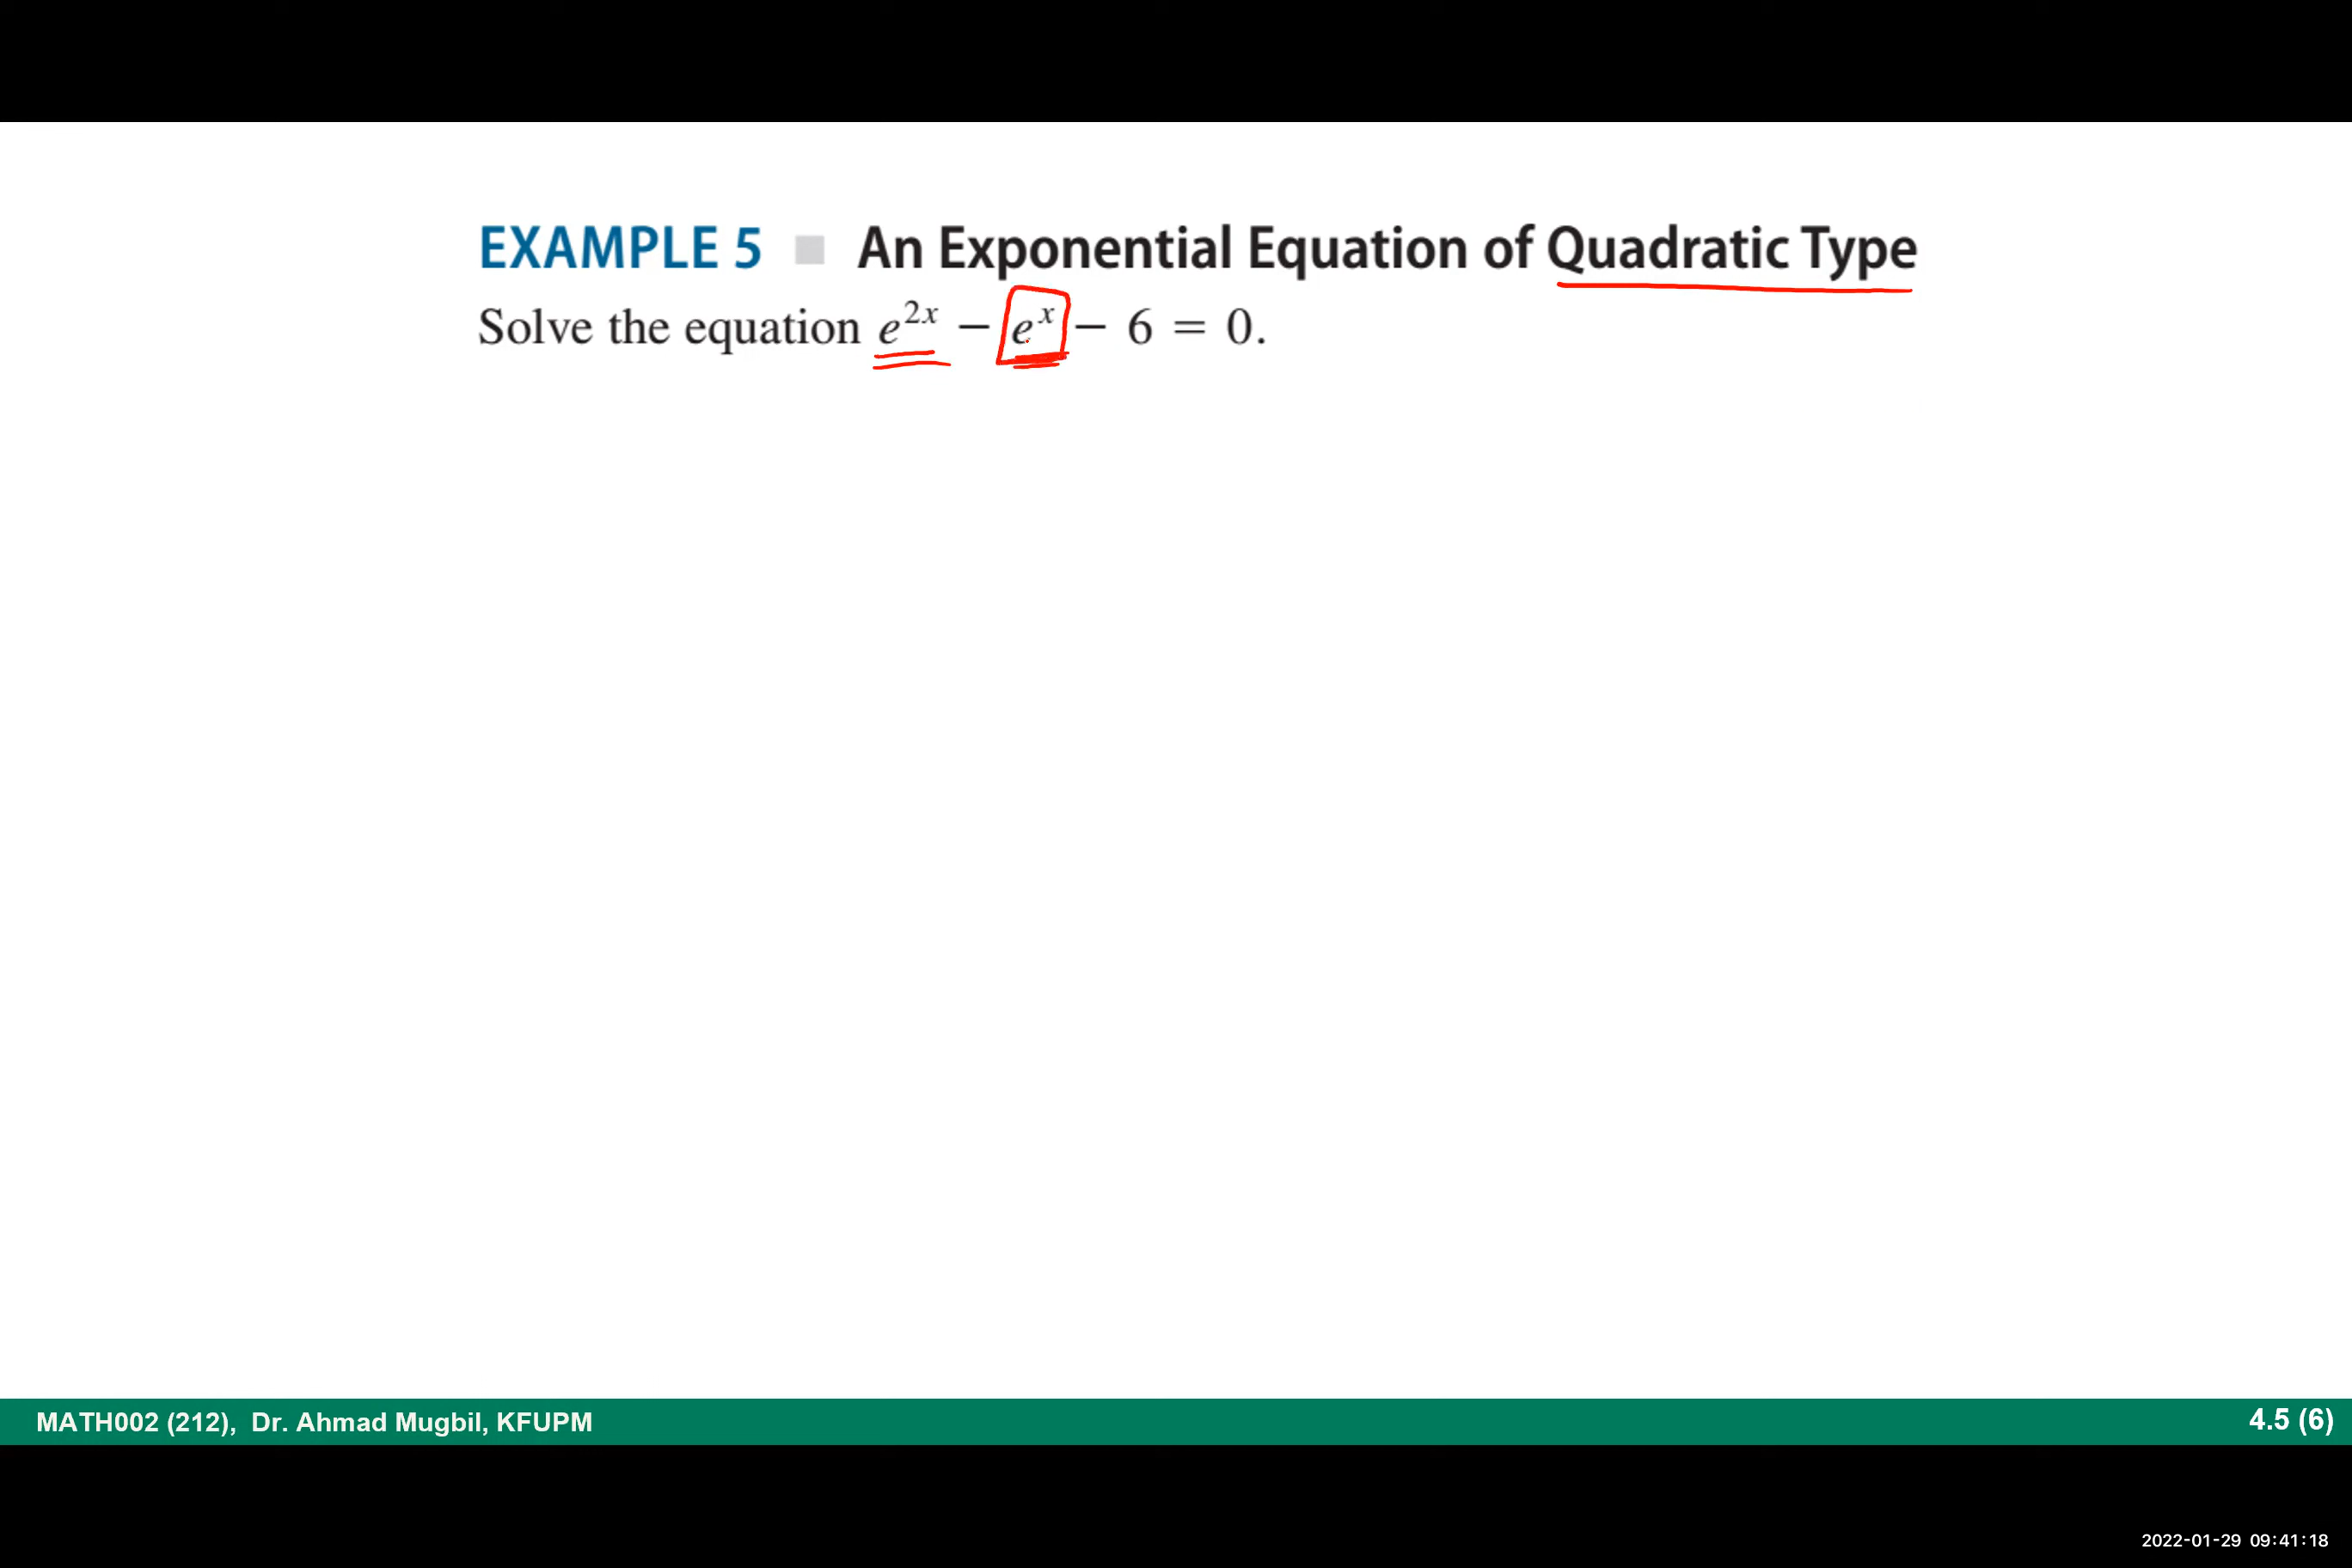 EXAMPLE 5 ■ An Exponential Equation of Quadratic Type
Solve the equation e^{2x} − e^x − 6 = 0.
MATH002 (212), Dr. Ahmad Mugbil, KFUPM 4.5 (6)
2022-01-29 09:41:18